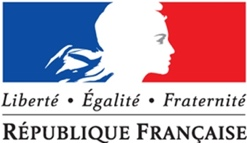 Liberté • Égalité • Fraternité
RÉPUBLIQUE FRANÇAISE